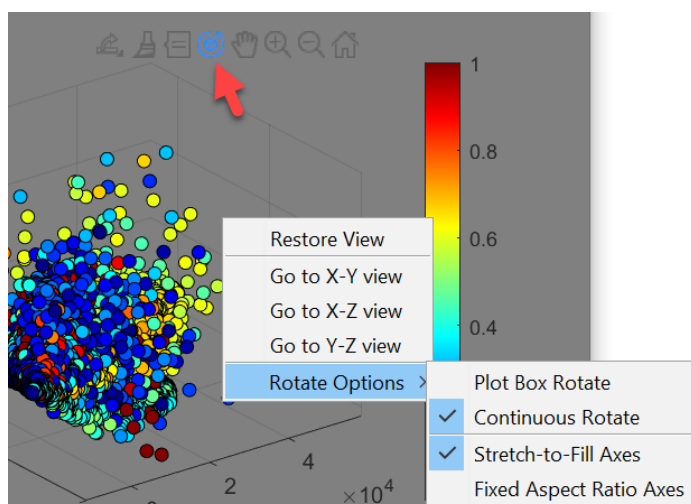 1
0.8
Restore View
0.6
Go to X-Y view
Go to X-Z view
0.4
Go to Y-Z view
Rotate Options
Plot Box Rotate
Continuous Rotate
Stretch-to-Fill Axes
Fixed Aspect Ratio Axes
4
2
×10⁴